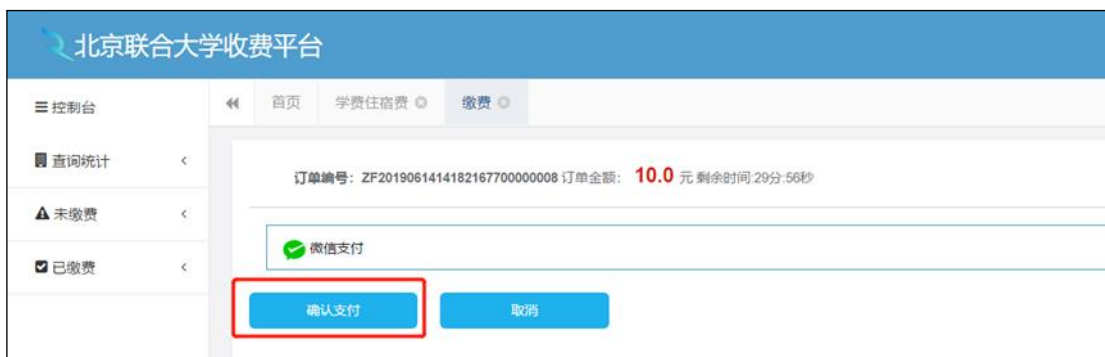 北京联合大学收费平台
控制台
首页 学费住宿费 缴费
查询统计
订单编号：ZF2019061414182167700000008 订单金额： 10.0 元 剩余时间:29分:56秒
未缴费
微信支付
已缴费
确认支付 取消